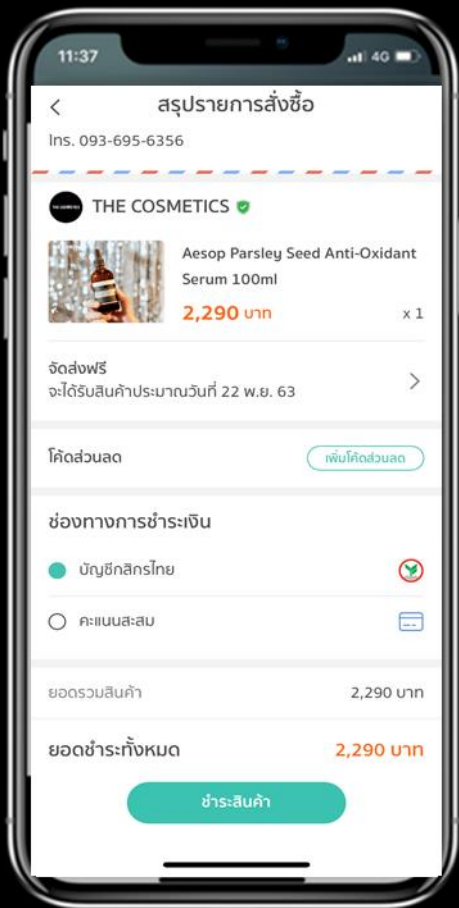 11:37
4G
สรุปรายการสั่งซื้อ
โทร. 093-695-6356
THE COSMETICS
Aesop Parsley Seed Anti-Oxidant
Serum 100ml
2,290 บาท
x 1
จัดส่งฟรี
จะได้รับสินค้าประมาณวันที่ 22 พ.ย. 63
โค้ดส่วนลด
เพิ่มโค้ดส่วนลด
ช่องทางการชำระเงิน
บัญชีกสิกรไทย
คะแนนสะสม
ยอดรวมสินค้า
2,290 บาท
ยอดชำระทั้งหมด
2,290 บาท
ชำระสินค้า